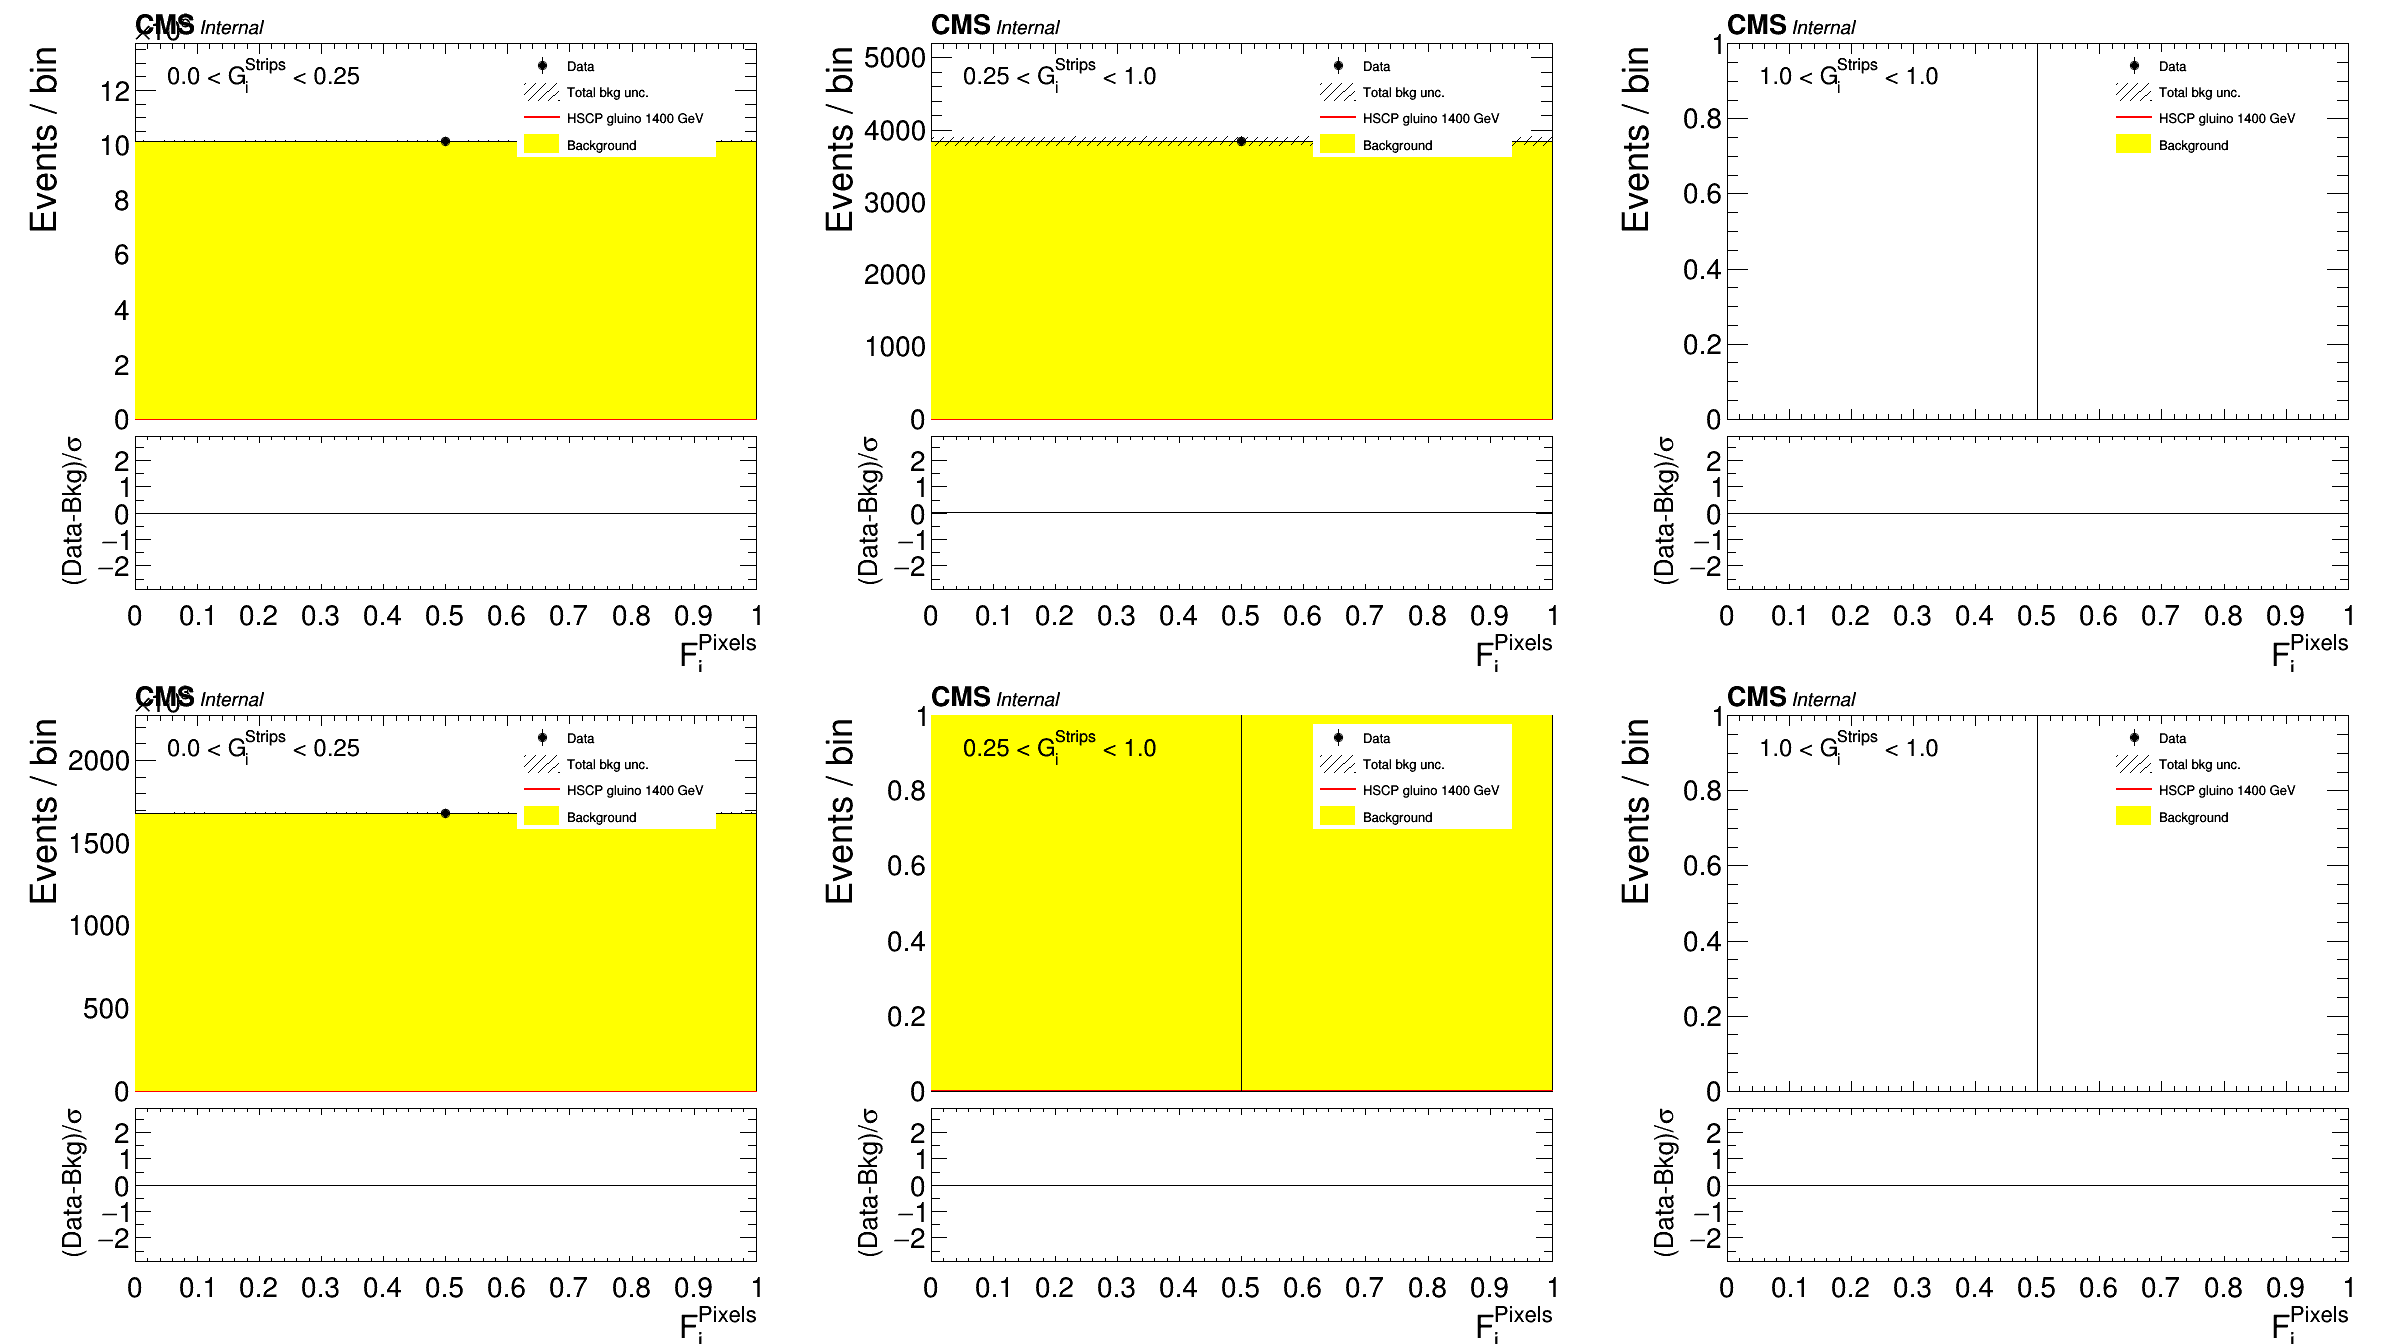 CMS Internal
Events / bin
0.0 < G_i^Strips < 0.25
Data
Total bkg unc.
HSCP gluino 1400 GeV
Background
12
10
8
6
4
2
0
(Data-Bkg)/σ
2
1
0
−1
−2
0 0.1 0.2 0.3 0.4 0.5 0.6 0.7 0.8 0.9 1
F_i^Pixels
CMS Internal
Events / bin
0.25 < G_i^Strips < 1.0
Data
Total bkg unc.
HSCP gluino 1400 GeV
Background
5000
4000
3000
2000
1000
0
(Data-Bkg)/σ
2
1
0
−1
−2
0 0.1 0.2 0.3 0.4 0.5 0.6 0.7 0.8 0.9 1
F_i^Pixels
CMS Internal
Events / bin
1.0 < G_i^Strips < 1.0
Data
Total bkg unc.
HSCP gluino 1400 GeV
Background
1
0.8
0.6
0.4
0.2
0
(Data-Bkg)/σ
2
1
0
−1
−2
0 0.1 0.2 0.3 0.4 0.5 0.6 0.7 0.8 0.9 1
F_i^Pixels
CMS Internal
Events / bin
0.0 < G_i^Strips < 0.25
Data
Total bkg unc.
HSCP gluino 1400 GeV
Background
2000
1500
1000
500
0
(Data-Bkg)/σ
2
1
0
−1
−2
0 0.1 0.2 0.3 0.4 0.5 0.6 0.7 0.8 0.9 1
F_i^Pixels
CMS Internal
Events / bin
0.25 < G_i^Strips < 1.0
Data
Total bkg unc.
HSCP gluino 1400 GeV
Background
1
0.8
0.6
0.4
0.2
0
(Data-Bkg)/σ
2
1
0
−1
−2
0 0.1 0.2 0.3 0.4 0.5 0.6 0.7 0.8 0.9 1
F_i^Pixels
CMS Internal
Events / bin
1.0 < G_i^Strips < 1.0
Data
Total bkg unc.
HSCP gluino 1400 GeV
Background
1
0.8
0.6
0.4
0.2
0
(Data-Bkg)/σ
2
1
0
−1
−2
0 0.1 0.2 0.3 0.4 0.5 0.6 0.7 0.8 0.9 1
F_i^Pixels